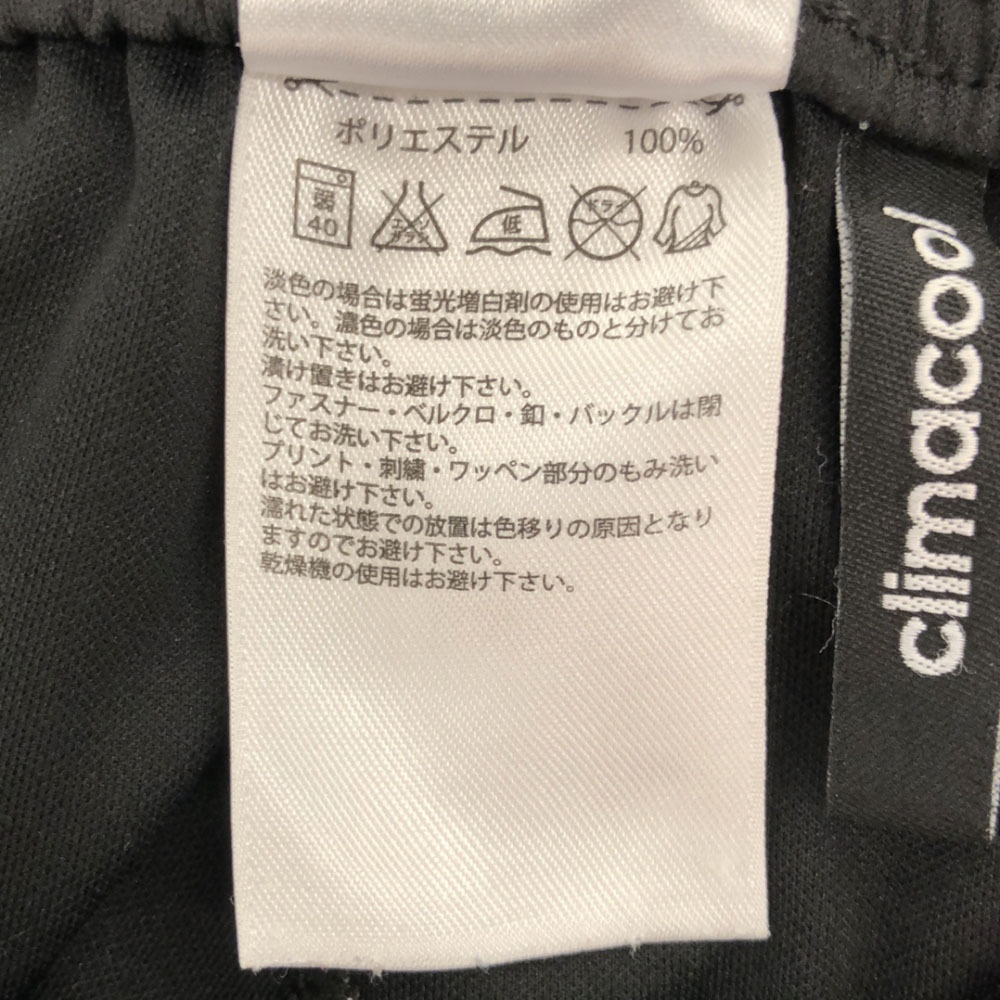 ポリエステル 100%
弱
40
エンソ
サラシ
低
ドライ
淡色の場合は蛍光増白剤の使用はお避け下
さい。濃色の場合は淡色のものと分けてお
洗い下さい。
漬け置きはお避け下さい。
ファスナー・ベルクロ・釦・バックルは閉
じてお洗い下さい。
プリント・刺繍・ワッペン部分のもみ洗い
はお避け下さい。
濡れた状態での放置は色移りの原因となり
ますのでお避け下さい。
乾燥機の使用はお避け下さい。
climacool